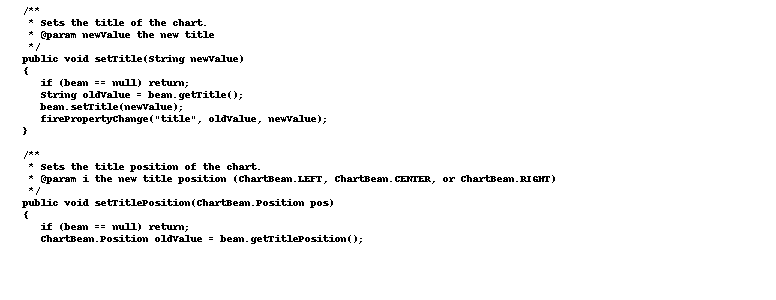 /**
 * Sets the title of the chart.
 * @param newValue the new title
 */
public void setTitle(String newValue)
{
   if (bean == null) return;
   String oldValue = bean.getTitle();
   bean.setTitle(newValue);
   firePropertyChange("title", oldValue, newValue);
}

/**
 * Sets the title position of the chart.
 * @param i the new title position (ChartBean.LEFT, ChartBean.CENTER, or ChartBean.RIGHT)
 */
public void setTitlePosition(ChartBean.Position pos)
{
   if (bean == null) return;
   ChartBean.Position oldValue = bean.getTitlePosition();